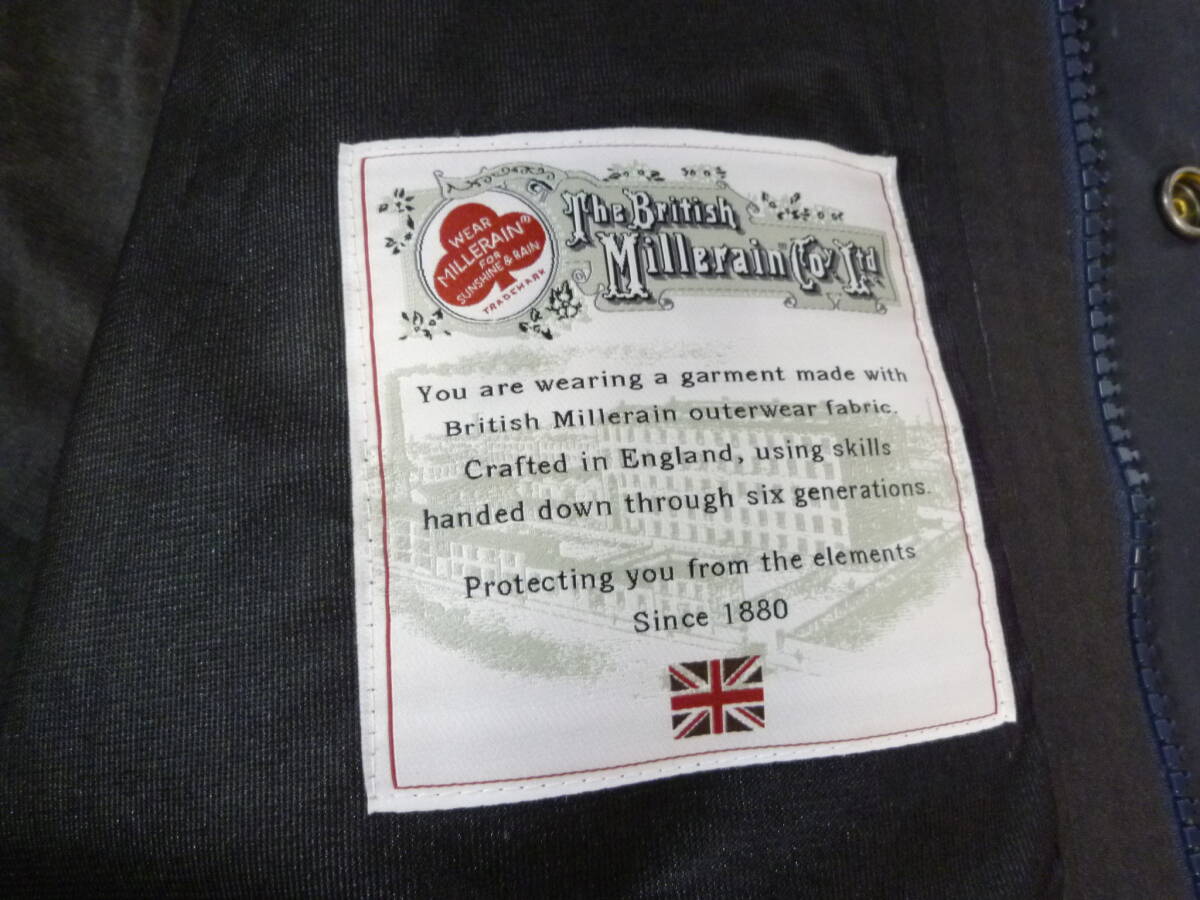 WEAR
MILLERAIN
FOR
SUNSHINE & RAIN
TRADEMARK
The British
Millerain Coy Ltd
You are wearing a garment made with
British Millerain outerwear fabric.
Crafted in England, using skills
handed down through six generations.
Protecting you from the elements
Since 1880